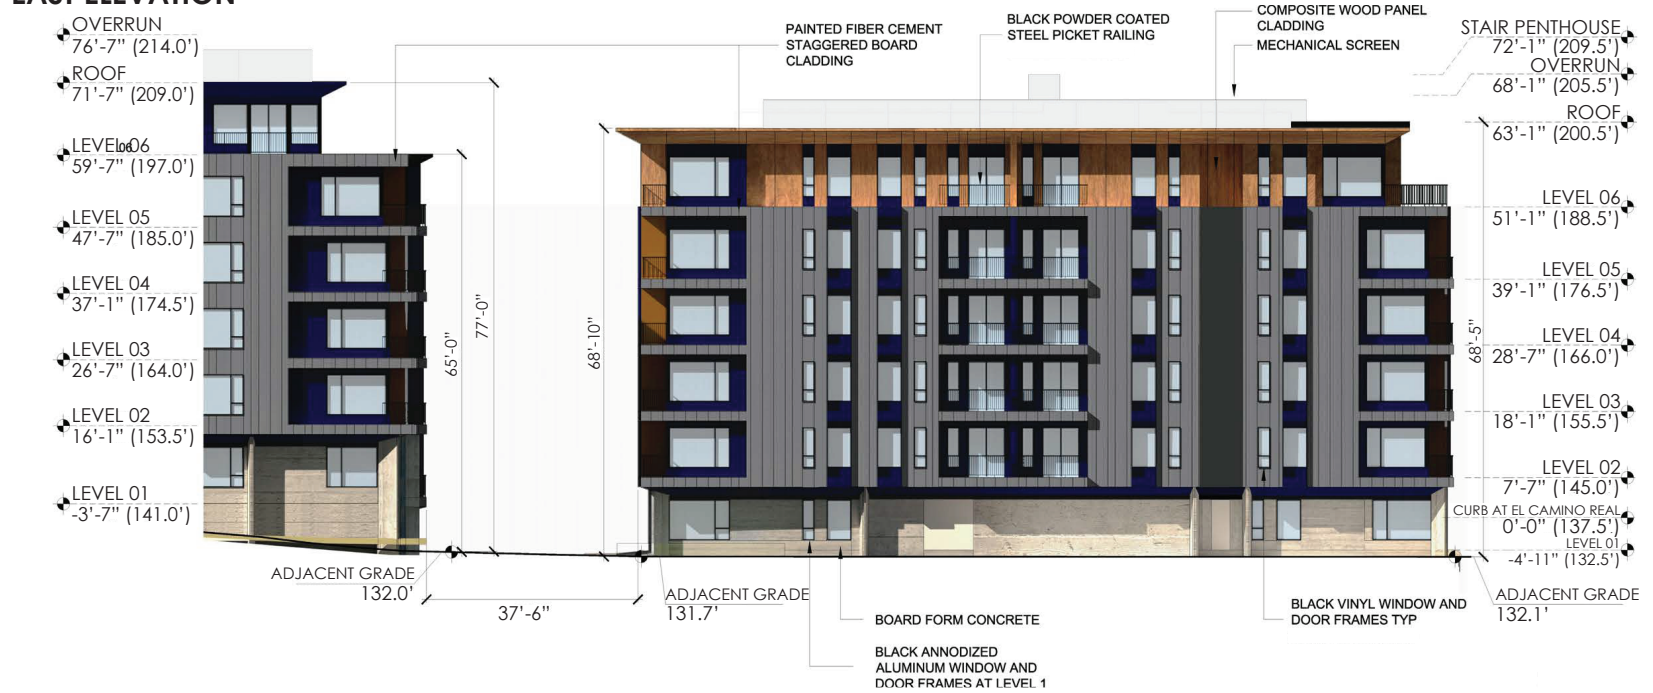 EAST ELEVATION
OVERRUN
76'-7" (214.0')
ROOF
71'-7" (209.0')
LEVEL 06
06
59'-7" (197.0')
LEVEL 05
47'-7" (185.0')
LEVEL 04
37'-1" (174.5')
LEVEL 03
26'-7" (164.0')
LEVEL 02
16'-1" (153.5')
LEVEL 01
-3'-7" (141.0')
ADJACENT GRADE
132.0'
65'-0"
77'-0"
37'-6"
68'-10"
PAINTED FIBER CEMENT
STAGGERED BOARD
CLADDING
BLACK POWDER COATED
STEEL PICKET RAILING
COMPOSITE WOOD PANEL
CLADDING
MECHANICAL SCREEN
ADJACENT GRADE
131.7'
BOARD FORM CONCRETE
BLACK ANNODIZED
ALUMINUM WINDOW AND
DOOR FRAMES AT LEVEL 1
BLACK VINYL WINDOW AND
DOOR FRAMES TYP
68'-5"
STAIR PENTHOUSE
72'-1" (209.5')
OVERRUN
68'-1" (205.5')
ROOF
63'-1" (200.5')
LEVEL 06
51'-1" (188.5')
LEVEL 05
39'-1" (176.5')
LEVEL 04
28'-7" (166.0')
LEVEL 03
18'-1" (155.5')
LEVEL 02
7'-7" (145.0')
CURB AT EL CAMINO REAL
0'-0" (137.5')
LEVEL 01
-4'-11" (132.5')
ADJACENT GRADE
132.1'